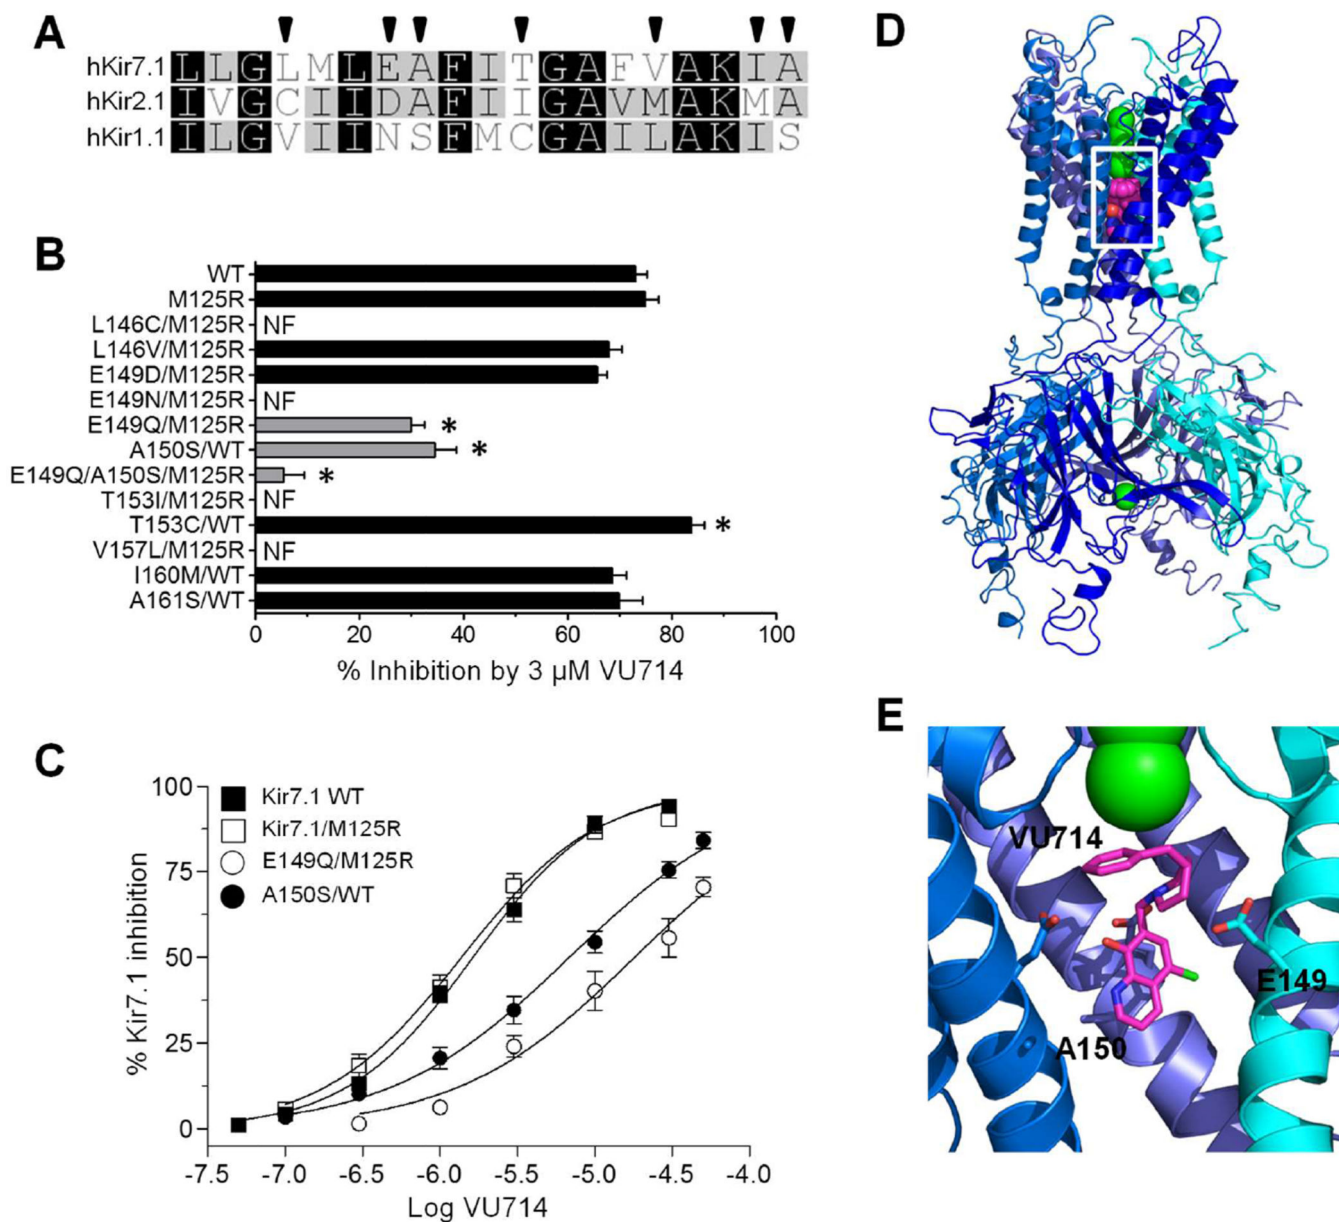 A
hKir7.1 LLGLMLEAFITGAFVAKIA
hKir2.1 IVGCIIDAFIIGAVMAKMA
hKir1.1 ILGVIINSFMCGAILAKIS
B
WT
M125R
L146C/M125R NF
L146V/M125R
E149D/M125R
E149N/M125R NF
E149Q/M125R *
A150S/WT *
E149Q/A150S/M125R *
T153I/M125R NF
T153C/WT *
V157L/M125R NF
I160M/WT
A161S/WT
0 20 40 60 80 100
% Inhibition by 3 µM VU714
C
% Kir7.1 inhibition
100
75
50
25
0
Kir7.1 WT
Kir7.1/M125R
E149Q/M125R
A150S/WT
-7.5 -7.0 -6.5 -6.0 -5.5 -5.0 -4.5 -4.0
Log VU714
D
E
VU714
E149
A150